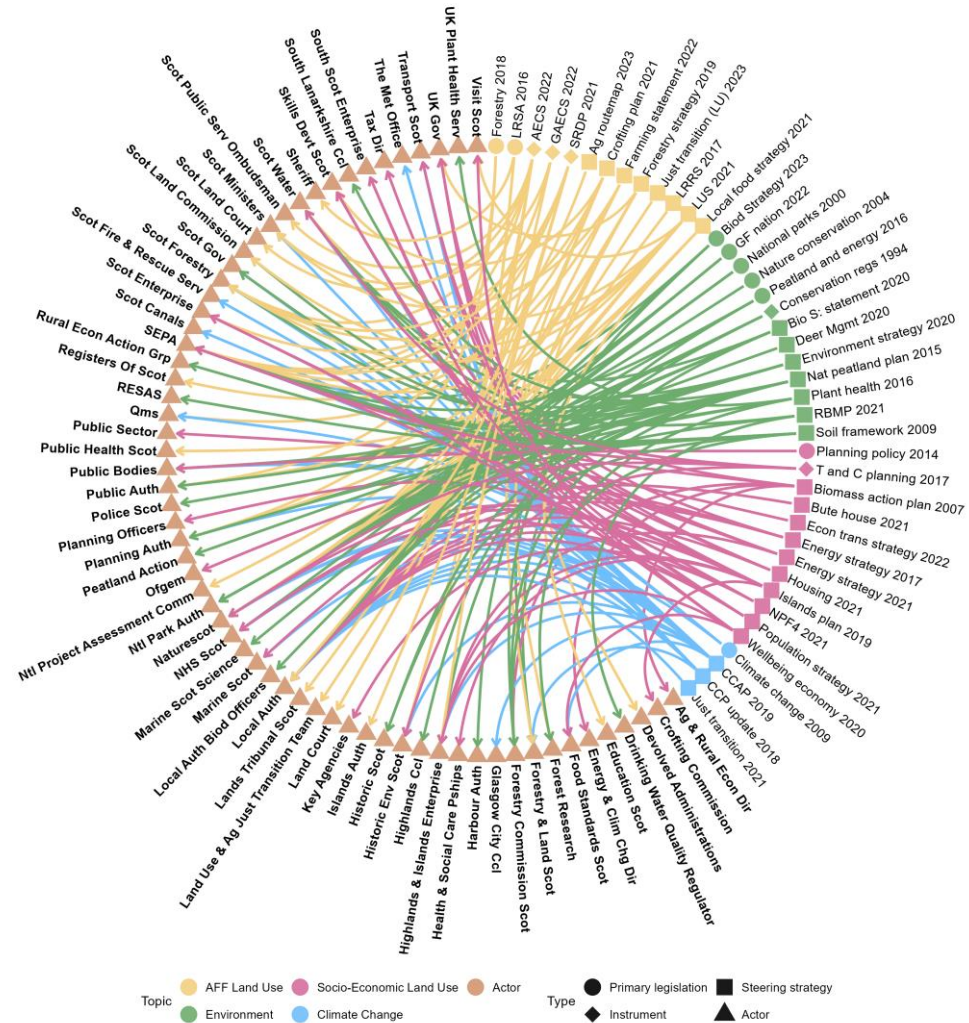 Forestry 2018
LRSA 2016
AECS 2022
GAECS 2022
SRDP 2021
Ag routemap 2023
Crofting plan 2021
Farming statement 2022
Forestry strategy 2019
Just transition (LU) 2023
LRRS 2017
LUS 2021
Local food strategy 2021
Biod Strategy 2023
GF nation 2022
National parks 2000
Nature conservation 2004
Peatland and energy 2016
Conservation regs 1994
Bio S: statement 2020
Deer Mgmt 2020
Environment strategy 2020
Nat peatland plan 2015
Plant health 2016
RBMP 2021
Soil framework 2009
Planning policy 2014
T and C planning 2017
Biomass action plan 2007
Bute house 2021
Econ trans strategy 2022
Energy strategy 2017
Energy strategy 2021
Housing 2021
Islands plan 2019
NPF4 2021
Population strategy 2021
Wellbeing economy 2020
Climate change 2009
CCAP 2019
CCP update 2018
Just transition 2021
Ag & Rural Econ Dir
Crofting Commission
Devolved Administrations
Drinking Water Quality Regulator
Education Scot
Energy & Clim Chg Dir
Food Standards Scot
Forest Research
Forestry & Land Scot
Forestry Commission Scot
Glasgow City Ccl
Harbour Auth
Health & Social Care Pships
Highlands & Islands Enterprise
Highlands Ccl
Historic Env Scot
Historic Scot
Islands Auth
Key Agencies
Land Court
Land Use & Ag Just Transition Team
Lands Tribunal Scot
Local Auth
Local Auth Biod Officers
Marine Scot
Marine Scot Science
NHS Scot
Naturescot
Ntl Park Auth
Ntl Project Assessment Comm
Ofgem
Peatland Action
Planning Auth
Planning Officers
Police Scot
Public Auth
Public Bodies
Public Health Scot
Public Sector
Qms
RESAS
Registers Of Scot
Rural Econ Action Grp
SEPA
Scot Canals
Scot Enterprise
Scot Fire & Rescue Serv
Scot Forestry
Scot Gov
Scot Land Commission
Scot Land Court
Scot Ministers
Scot Public Serv Ombudsman
Scot Water
Sheriff
Skills Devt Scot
South Lanarkshire Ccl
South Scot Enterprise
Tax Dir
The Met Office
Transport Scot
UK Gov
UK Plant Health Serv
Visit Scot
Topic
AFF Land Use
Socio-Economic Land Use
Actor
Environment
Climate Change
Type
Primary legislation
Steering strategy
Instrument
Actor